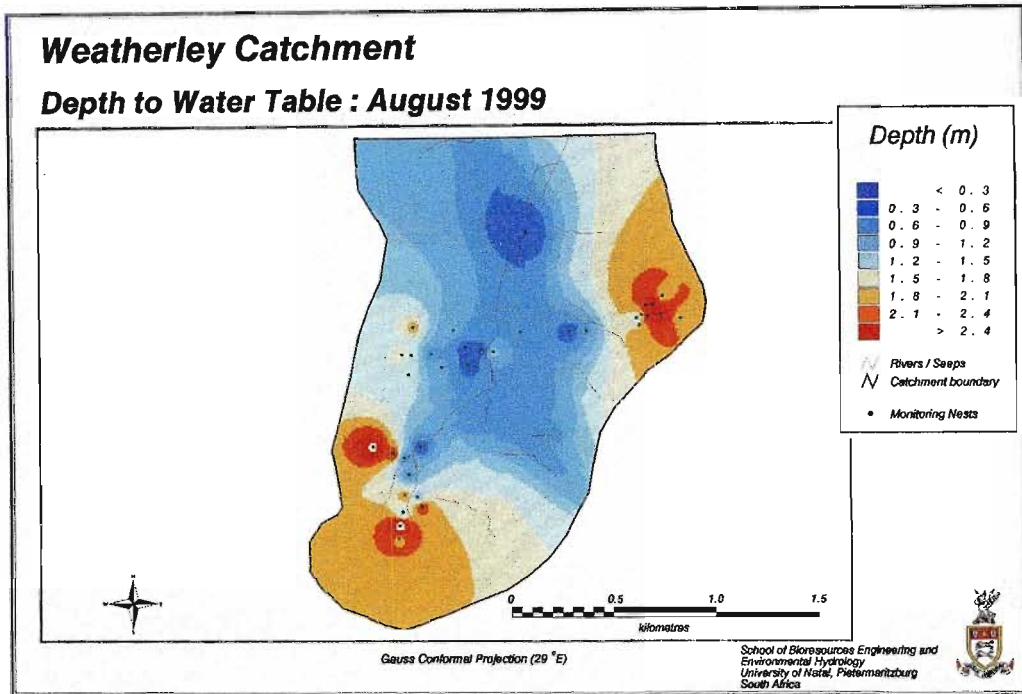 Weatherley Catchment
Depth to Water Table : August 1999
Depth (m)
< 0.3
0.3 - 0.6
0.6 - 0.9
0.9 - 1.2
1.2 - 1.5
1.5 - 1.8
1.8 - 2.1
2.1 - 2.4
> 2.4
Rivers / Seeps
Catchment boundary
Monitoring Nests
0 0.5 1.0 1.5
kilometres
Gauss Conformal Projection (29 °E)
School of Bioresources Engineering and
Environmental Hydrology
University of Natal, Pietermaritzburg
South Africa